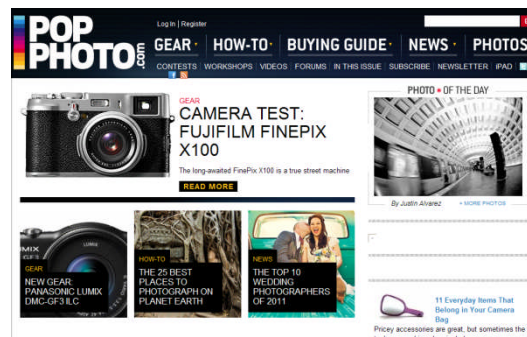 POP
PHOTO.com
Log In | Register
GEAR HOW-TO BUYING GUIDE NEWS PHOTOS
CONTESTS WORKSHOPS VIDEOS FORUMS IN THIS ISSUE SUBSCRIBE NEWSLETTER iPAD
GEAR
CAMERA TEST:
FUJIFILM FINEPIX
X100
The long-awaited FinePix X100 is a true street machine
READ MORE
PHOTO OF THE DAY
By Justin Alvarez + MORE PHOTOS
LUMIX
GEAR
NEW GEAR:
PANASONIC LUMIX
DMC-GF3 ILC
HOW-TO
THE 25 BEST
PLACES TO
PHOTOGRAPH ON
PLANET EARTH
NEWS
THE TOP 10
WEDDING
PHOTOGRAPHERS
OF 2011
11 Everyday Items That
Belong In Your Camera
Bag
Pricey accessories are great, but sometimes the